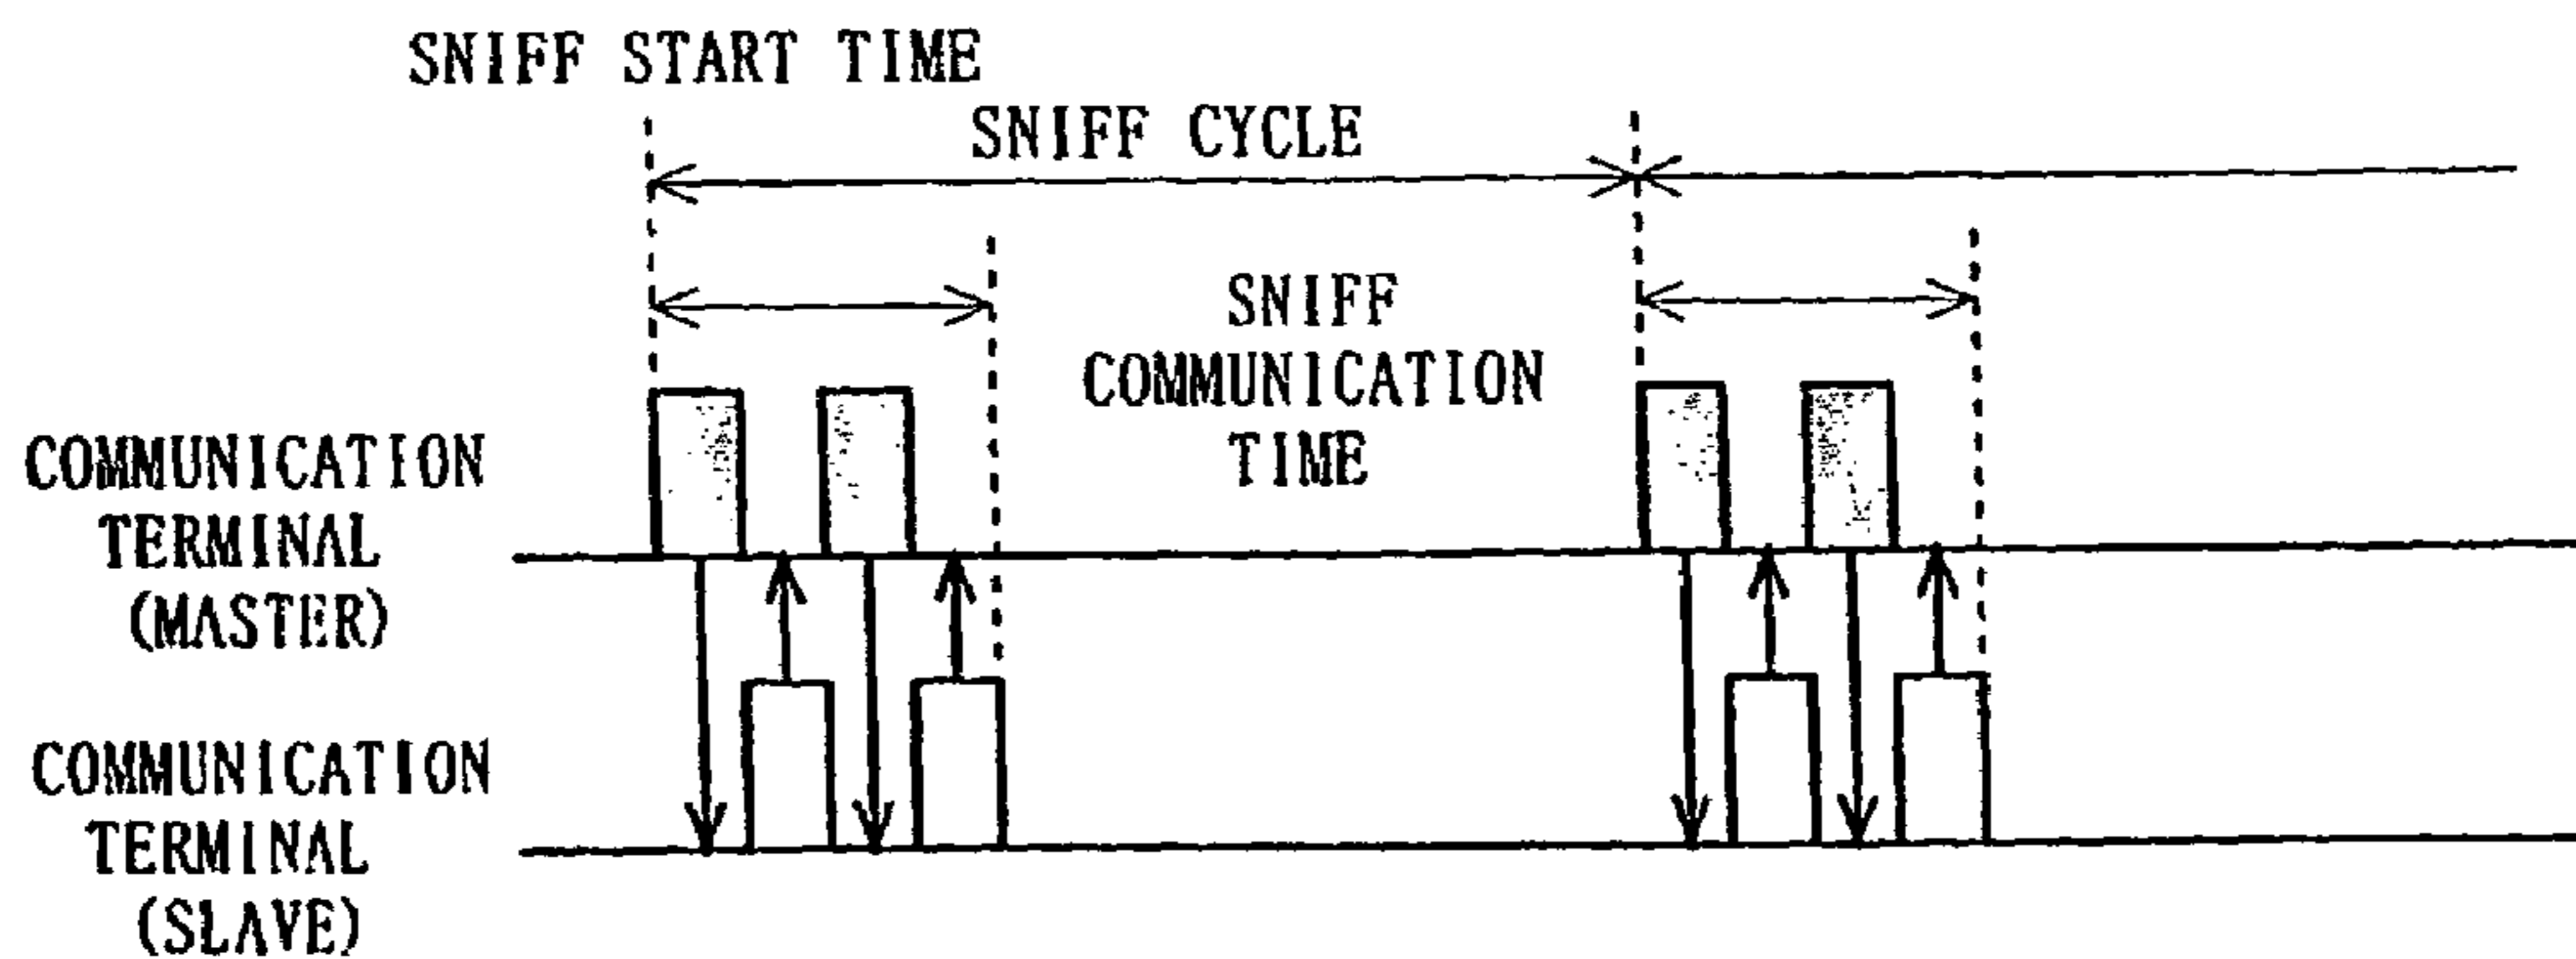 SNIFF START TIME
SNIFF CYCLE
SNIFF
COMMUNICATION
TIME
COMMUNICATION
TERMINAL
(MASTER)
COMMUNICATION
TERMINAL
(SLAVE)